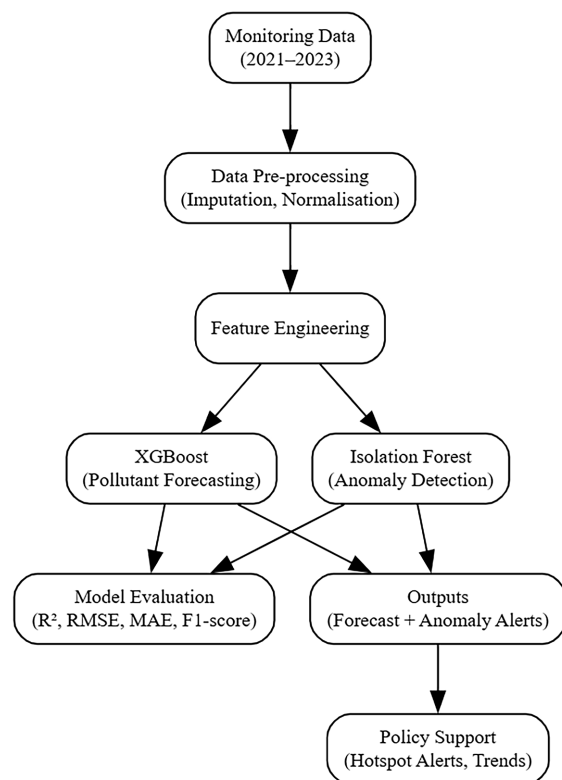 Monitoring Data
(2021–2023)
Data Pre-processing
(Imputation, Normalisation)
Feature Engineering
XGBoost
(Pollutant Forecasting)
Isolation Forest
(Anomaly Detection)
Model Evaluation
(R², RMSE, MAE, F1-score)
Outputs
(Forecast + Anomaly Alerts)
Policy Support
(Hotspot Alerts, Trends)